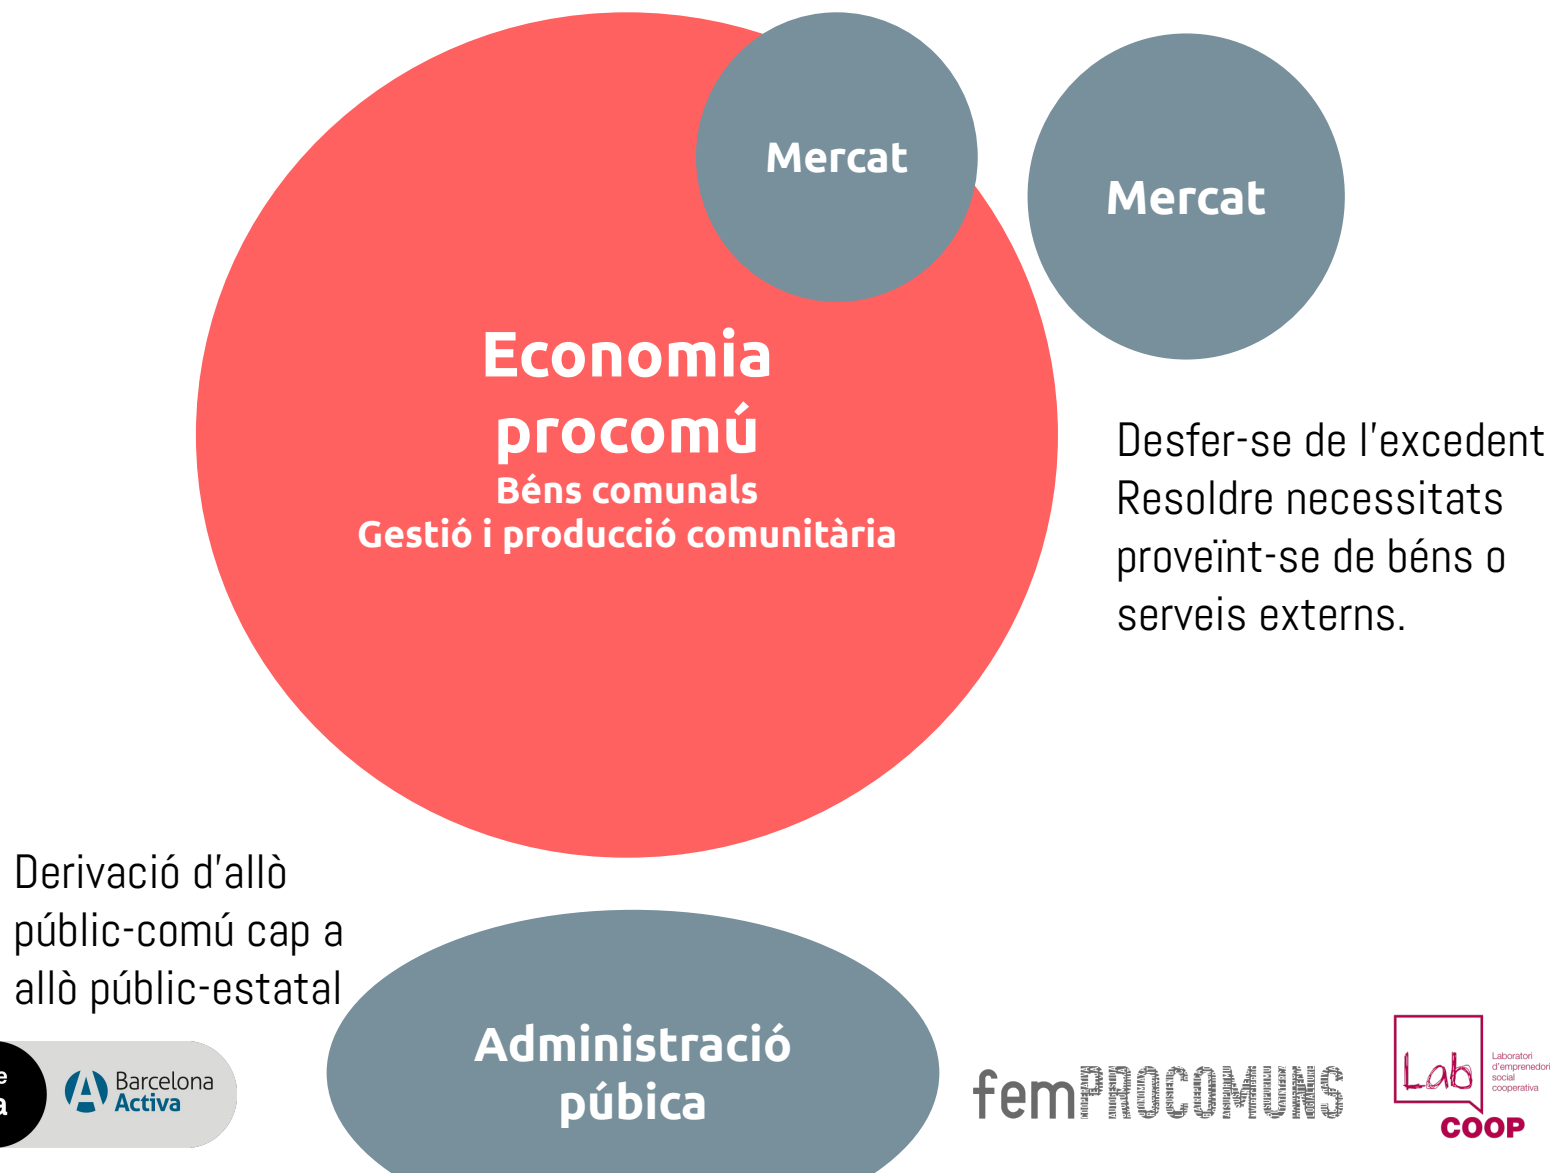 Mercat
Mercat
Economia
procomú
Béns comunals
Gestió i producció comunitària
Desfer-se de l'excedent
Resoldre necessitats
proveïnt-se de béns o
serveis externs.
Derivació d'allò
públic-comú cap a
allò públic-estatal
Administració
púbica
e
a
Barcelona
Activa
femPROCOMUNS
Lab
Laboratori
d'emprenedori
social
cooperativa
COOP